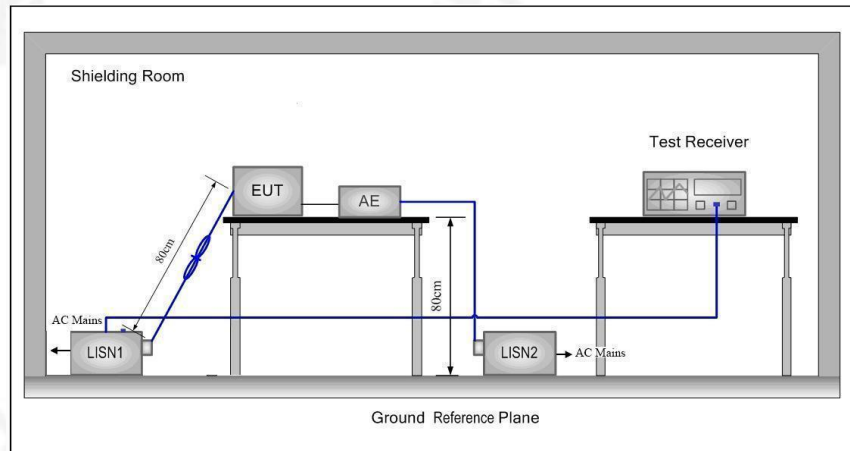 Shielding Room
Test Receiver
EUT
AE
80cm
80cm
AC Mains
LISN1
LISN2
AC Mains
Ground Reference Plane